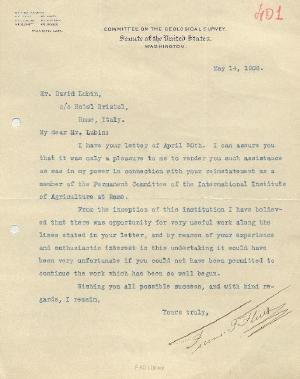 401
COMMITTEE ON THE GEOLOGICAL SURVEY.
Senate of the United States.
WASHINGTON.
May 14, 1908.
Mr. David Lubin,
c/o Hotel Bristol,
Rome, Italy.
My dear Mr. Lubin:
I have your letter of April 30th. I can assure you
that it was only a pleasure to me to render you such assistance
as was in my power in connection with your reinstatement as a
member of the Permanent Committee of the International Institute
of Agriculture at Rome.
From the inception of this institution I have believ-
ed that there was opportunity for very useful work along the
lines stated in your letter, and by reason of your experience
and enthusiastic interest in this undertaking it would have
been very unfortunate if you could not have been permitted to
continue the work which has been so well begun.
Wishing you all possible success, and with kind re-
gards, I remain,
Yours truly,